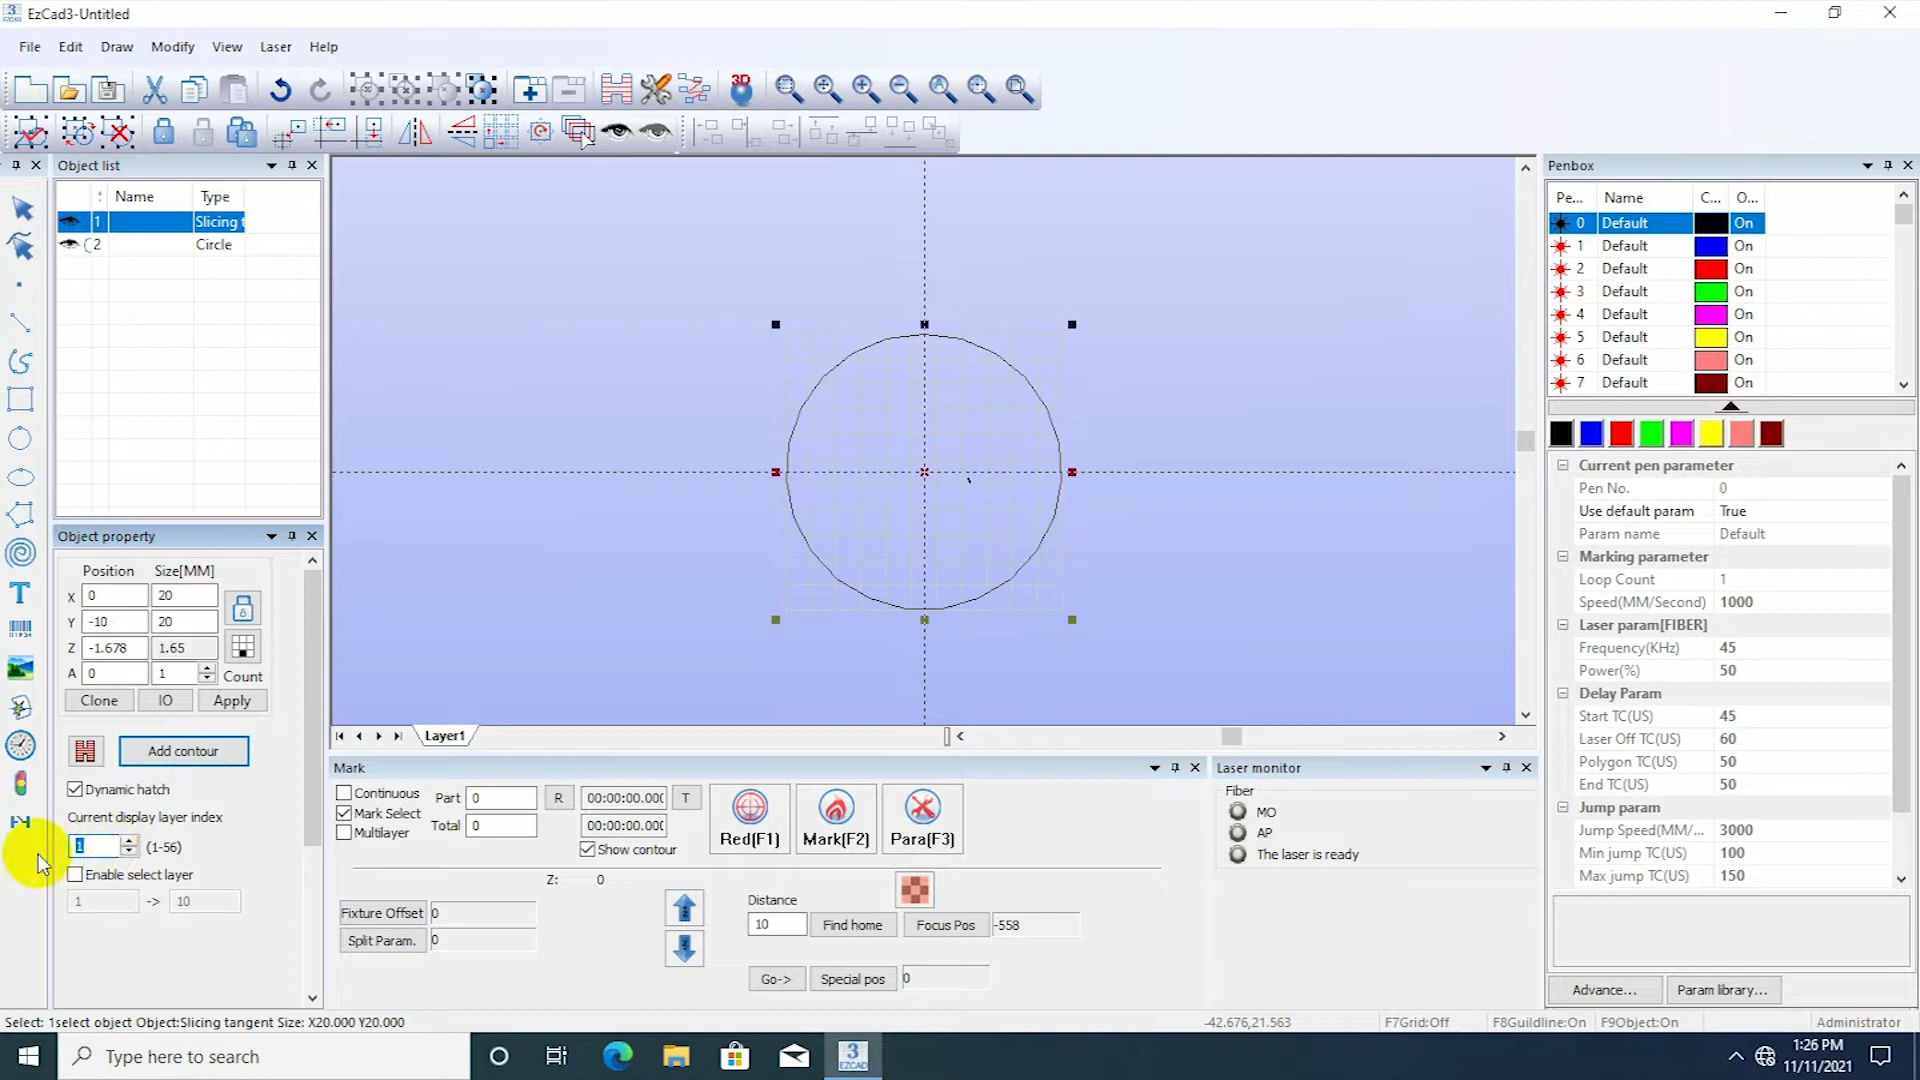 EzCad3-Untitled
File Edit Draw Modify View Laser Help
3D
Object list
Name Type
1 Slicing t
2 Circle
Object property
Position Size[MM]
X 0 20
Y -10 20
Z -1.678 1.65
A 0 1 Count
Clone IO Apply
Add contour
Dynamic hatch
Current display layer index
1 (1-56)
Enable select layer
1 -> 10
Layer1
Mark
Continuous
Mark Select
Multilayer
Part 0 R 00:00:00.00 T
Total 0 00:00:00.00
Show contour
Red(F1) Mark(F2) Para(F3)
Z: 0
Fixture Offset 0
Split Param. 0
Distance
10 Find home Focus Pos -558
Go-> Special pos 0
Laser monitor
Fiber
MO
AP
The laser is ready
Penbox
Pe... Name C... O...
0 Default On
1 Default On
2 Default On
3 Default On
4 Default On
5 Default On
6 Default On
7 Default On
Current pen parameter
Pen No. 0
Use default param True
Param name Default
Marking parameter
Loop Count 1
Speed(MM/Second) 1000
Laser param[FIBER]
Frequency(KHz) 45
Power(%) 50
Delay Param
Start TC(US) 45
Laser Off TC(US) 60
Polygon TC(US) 50
End TC(US) 50
Jump param
Jump Speed(MM/... 3000
Min jump TC(US) 100
Max jump TC(US) 150
Advance... Param library...
Select: 1select object Object:Slicing tangent Size: X20.000 Y20.000
-42.676,21.563 F7Grid:Off F8Guildline:On F9Object:On Administrator
Type here to search
3
EZCAD
1:26 PM
11/11/2021